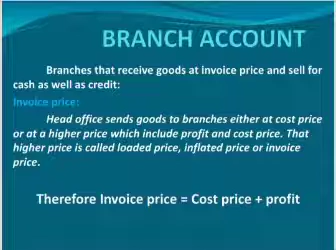 BRANCH ACCOUNT
Branches that receive goods at invoice price and sell for
cash as well as credit:
Invoice price:
Head office sends goods to branches either at cost price
or at a higher price which include profit and cost price. That
higher price is called loaded price, inflated price or invoice
price.
Therefore Invoice price = Cost price + profit